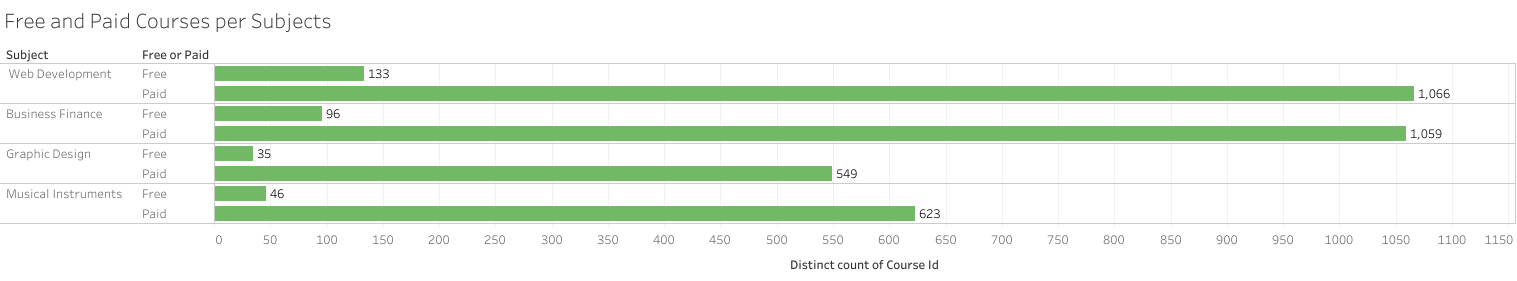 Free and Paid Courses per Subjects
Subject Free or Paid
Web Development Free 133
Paid 1,066
Business Finance Free 96
Paid 1,059
Graphic Design Free 35
Paid 549
Musical Instruments Free 46
Paid 623
0 50 100 150 200 250 300 350 400 450 500 550 600 650 700 750 800 850 900 950 1000 1050 1100 1150
Distinct count of Course Id